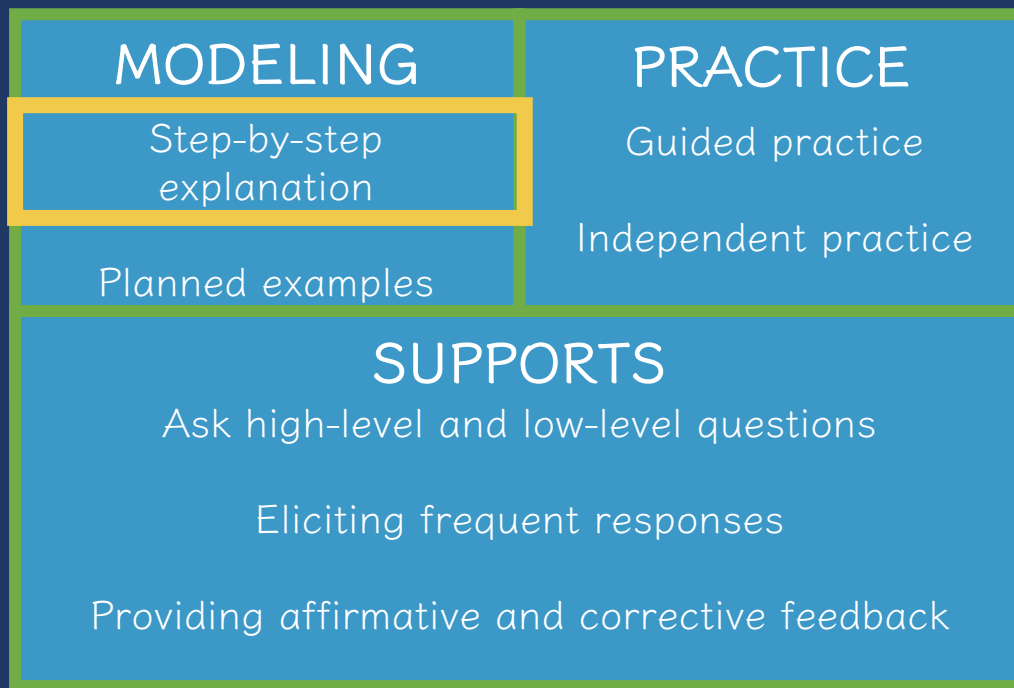 MODELING
Step-by-step
explanation
Planned examples
PRACTICE
Guided practice
Independent practice
SUPPORTS
Ask high-level and low-level questions
Eliciting frequent responses
Providing affirmative and corrective feedback